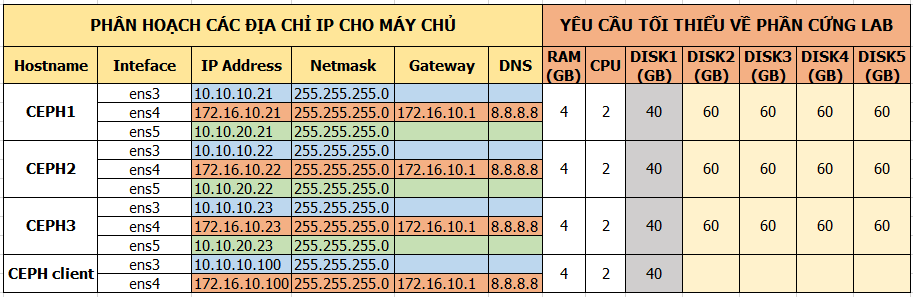 PHÂN HOẠCH CÁC ĐỊA CHỈ IP CHO MÁY CHỦ YÊU CẦU TỐI THIỂU VỀ PHẦN CỨNG LAB
Hostname Inteface IP Address Netmask Gateway DNS RAM (GB) CPU DISK1 (GB) DISK2 (GB) DISK3 (GB) DISK4 (GB) DISK5 (GB)
CEPH1 ens3 10.10.10.21 255.255.255.0 4 2 40 60 60 60 60
ens4 172.16.10.21 255.255.255.0 172.16.10.1 8.8.8.8
ens5 10.10.20.21 255.255.255.0
CEPH2 ens3 10.10.10.22 255.255.255.0 4 2 40 60 60 60 60
ens4 172.16.10.22 255.255.255.0 172.16.10.1 8.8.8.8
ens5 10.10.20.22 255.255.255.0
CEPH3 ens3 10.10.10.23 255.255.255.0 4 2 40 60 60 60 60
ens4 172.16.10.23 255.255.255.0 172.16.10.1 8.8.8.8
ens5 10.10.20.23 255.255.255.0
CEPH client ens3 10.10.10.100 255.255.255.0 4 2 40
ens4 172.16.10.100 255.255.255.0 172.16.10.1 8.8.8.8